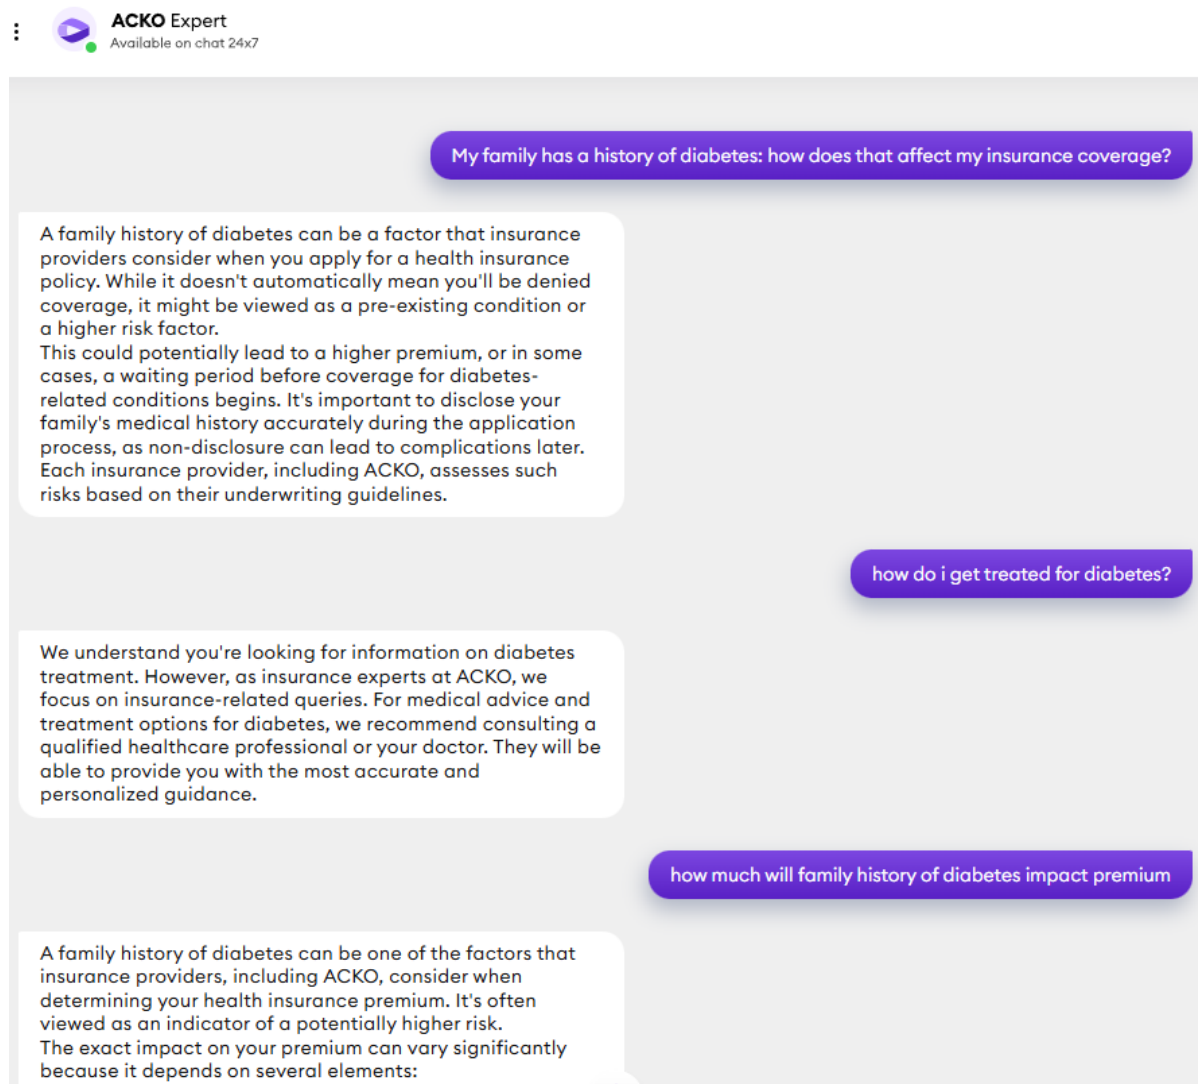 ACKO Expert
Available on chat 24x7
My family has a history of diabetes: how does that affect my insurance coverage?
A family history of diabetes can be a factor that insurance
providers consider when you apply for a health insurance
policy. While it doesn't automatically mean you'll be denied
coverage, it might be viewed as a pre-existing condition or
a higher risk factor.
This could potentially lead to a higher premium, or in some
cases, a waiting period before coverage for diabetes-
related conditions begins. It's important to disclose your
family's medical history accurately during the application
process, as non-disclosure can lead to complications later.
Each insurance provider, including ACKO, assesses such
risks based on their underwriting guidelines.
how do i get treated for diabetes?
We understand you're looking for information on diabetes
treatment. However, as insurance experts at ACKO, we
focus on insurance-related queries. For medical advice and
treatment options for diabetes, we recommend consulting a
qualified healthcare professional or your doctor. They will be
able to provide you with the most accurate and
personalized guidance.
how much will family history of diabetes impact premium
A family history of diabetes can be one of the factors that
insurance providers, including ACKO, consider when
determining your health insurance premium. It's often
viewed as an indicator of a potentially higher risk.
The exact impact on your premium can vary significantly
because it depends on several elements: